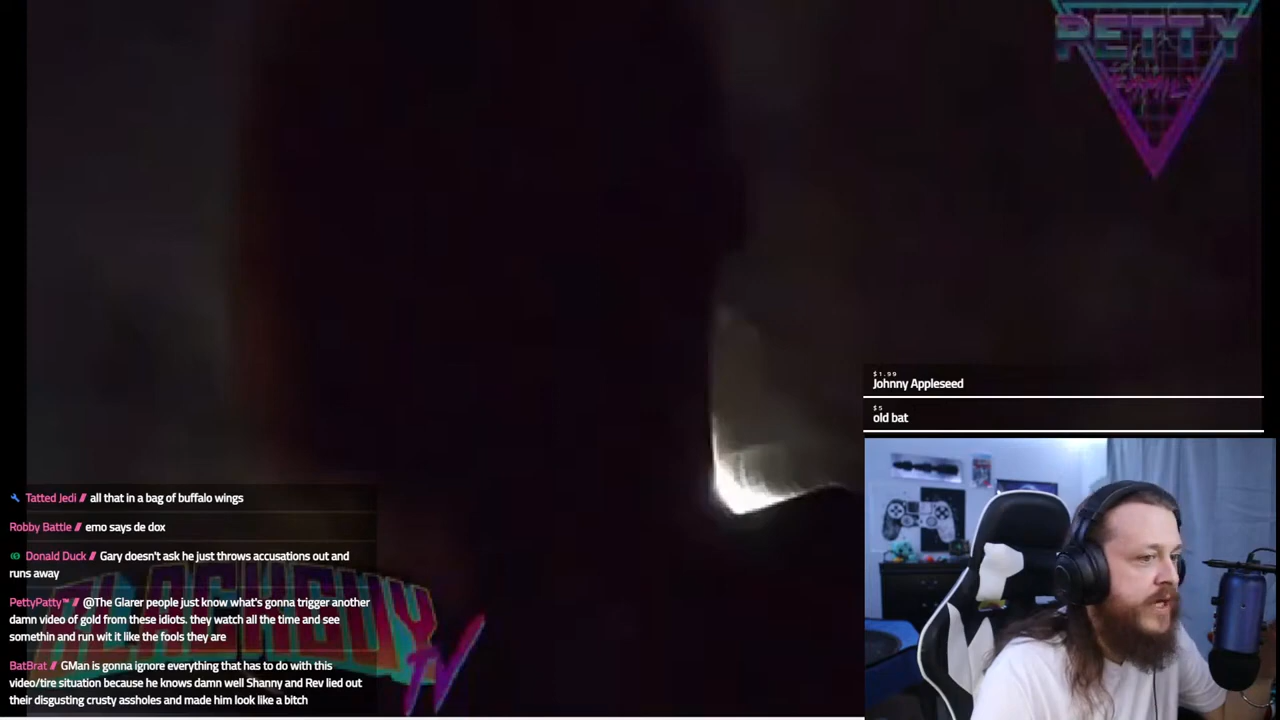 PETTY
FAMILY
$1.99
Johnny Appleseed
$5
old bat
Tatted Jedi // all that in a bag of buffalo wings
Robby Battle // emo says de dox
Donald Duck // Gary doesn't ask he just throws accusations out and
runs away
PettyPatty™ // @The Glarer people just know what's gonna trigger another
damn video of gold from these idiots. they watch all the time and see
somethin and run wit it like the fools they are
BatBrat // GMan is gonna ignore everything that has to do with this
video/tire situation because he knows damn well Shanny and Rev lied out
their disgusting crusty assholes and made him look like a bitch
TV